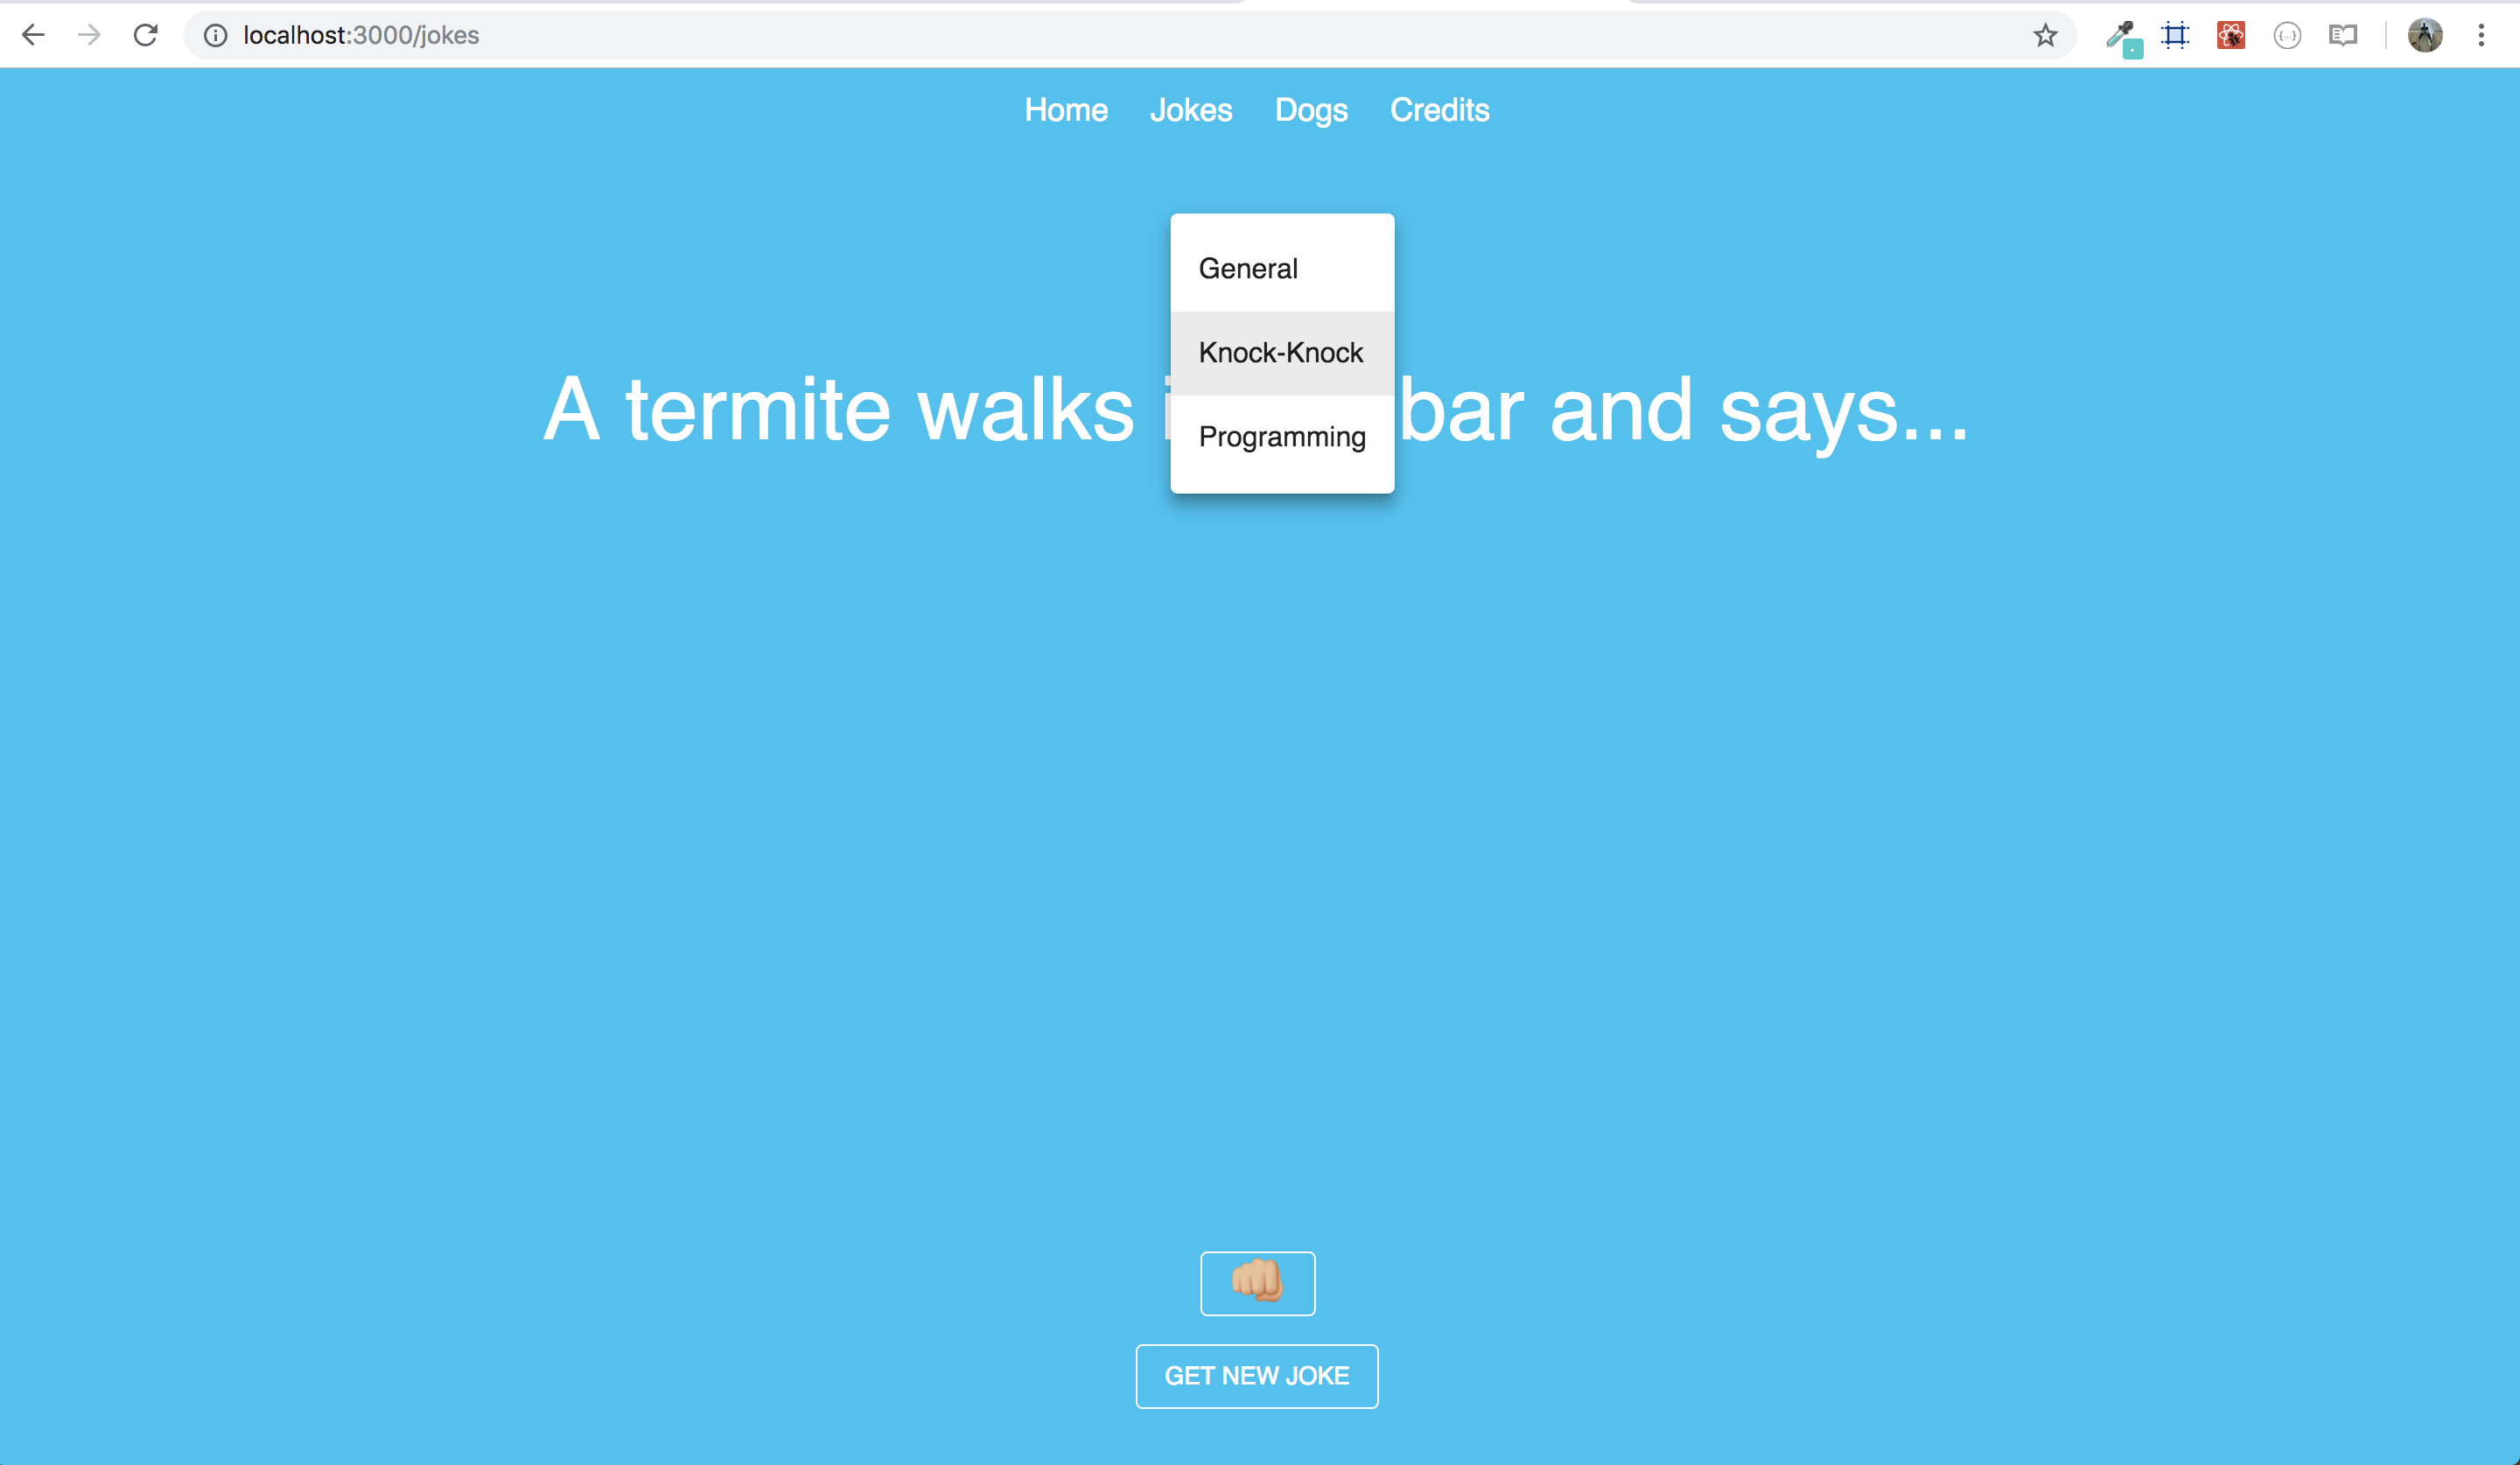 localhost:3000/jokes
Home Jokes Dogs Credits
General
Knock-Knock
A termite walks bar and says...
Programming
GET NEW JOKE